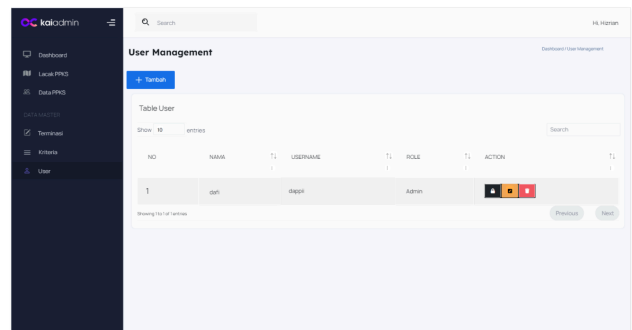 kaiadmin
Search
Hi, Hizrian
Dashboard
Lacak PPKS
Data PPKS
DATA MASTER
Terminasi
Kriteria
User
User Management
Dashboard / User Management
+ Tambah
Table User
Show 10 entries
Search
NO NAMA USERNAME ROLE ACTION
1 dafi dappir Admin
Showing 1 to 1 of 1 entries
Previous Next